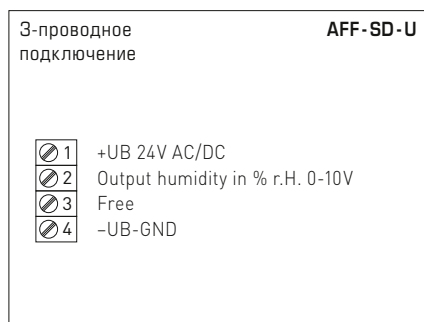 3-проводное
подключение
AFF-SD-U
1 +UB 24V AC/DC
2 Output humidity in % r.H. 0-10V
3 Free
4 –UB-GND